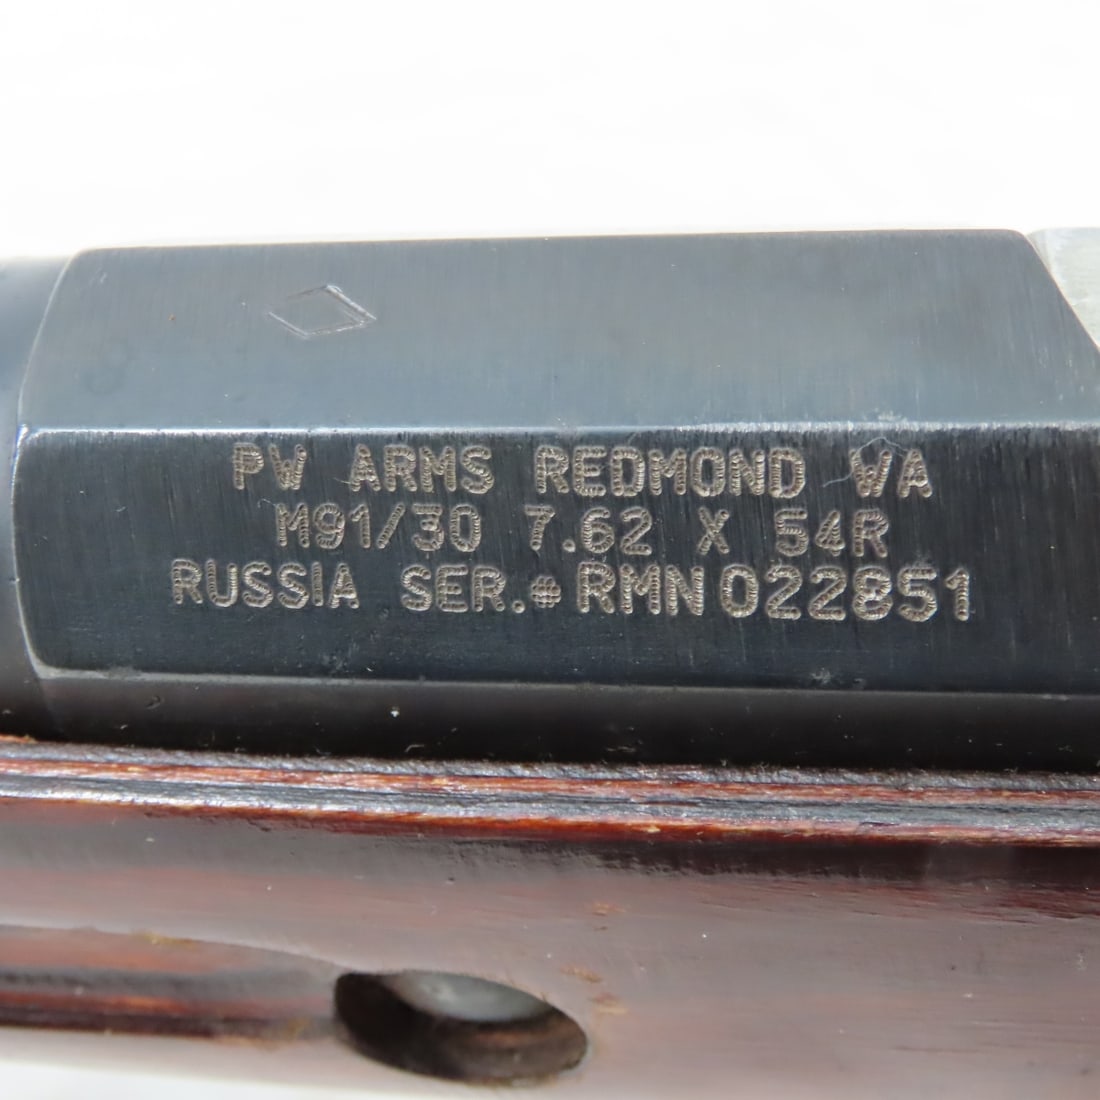 PW ARMS REDMOND WA
M91/30 7.62 X 54R
RUSSIA SER.# RMN022851